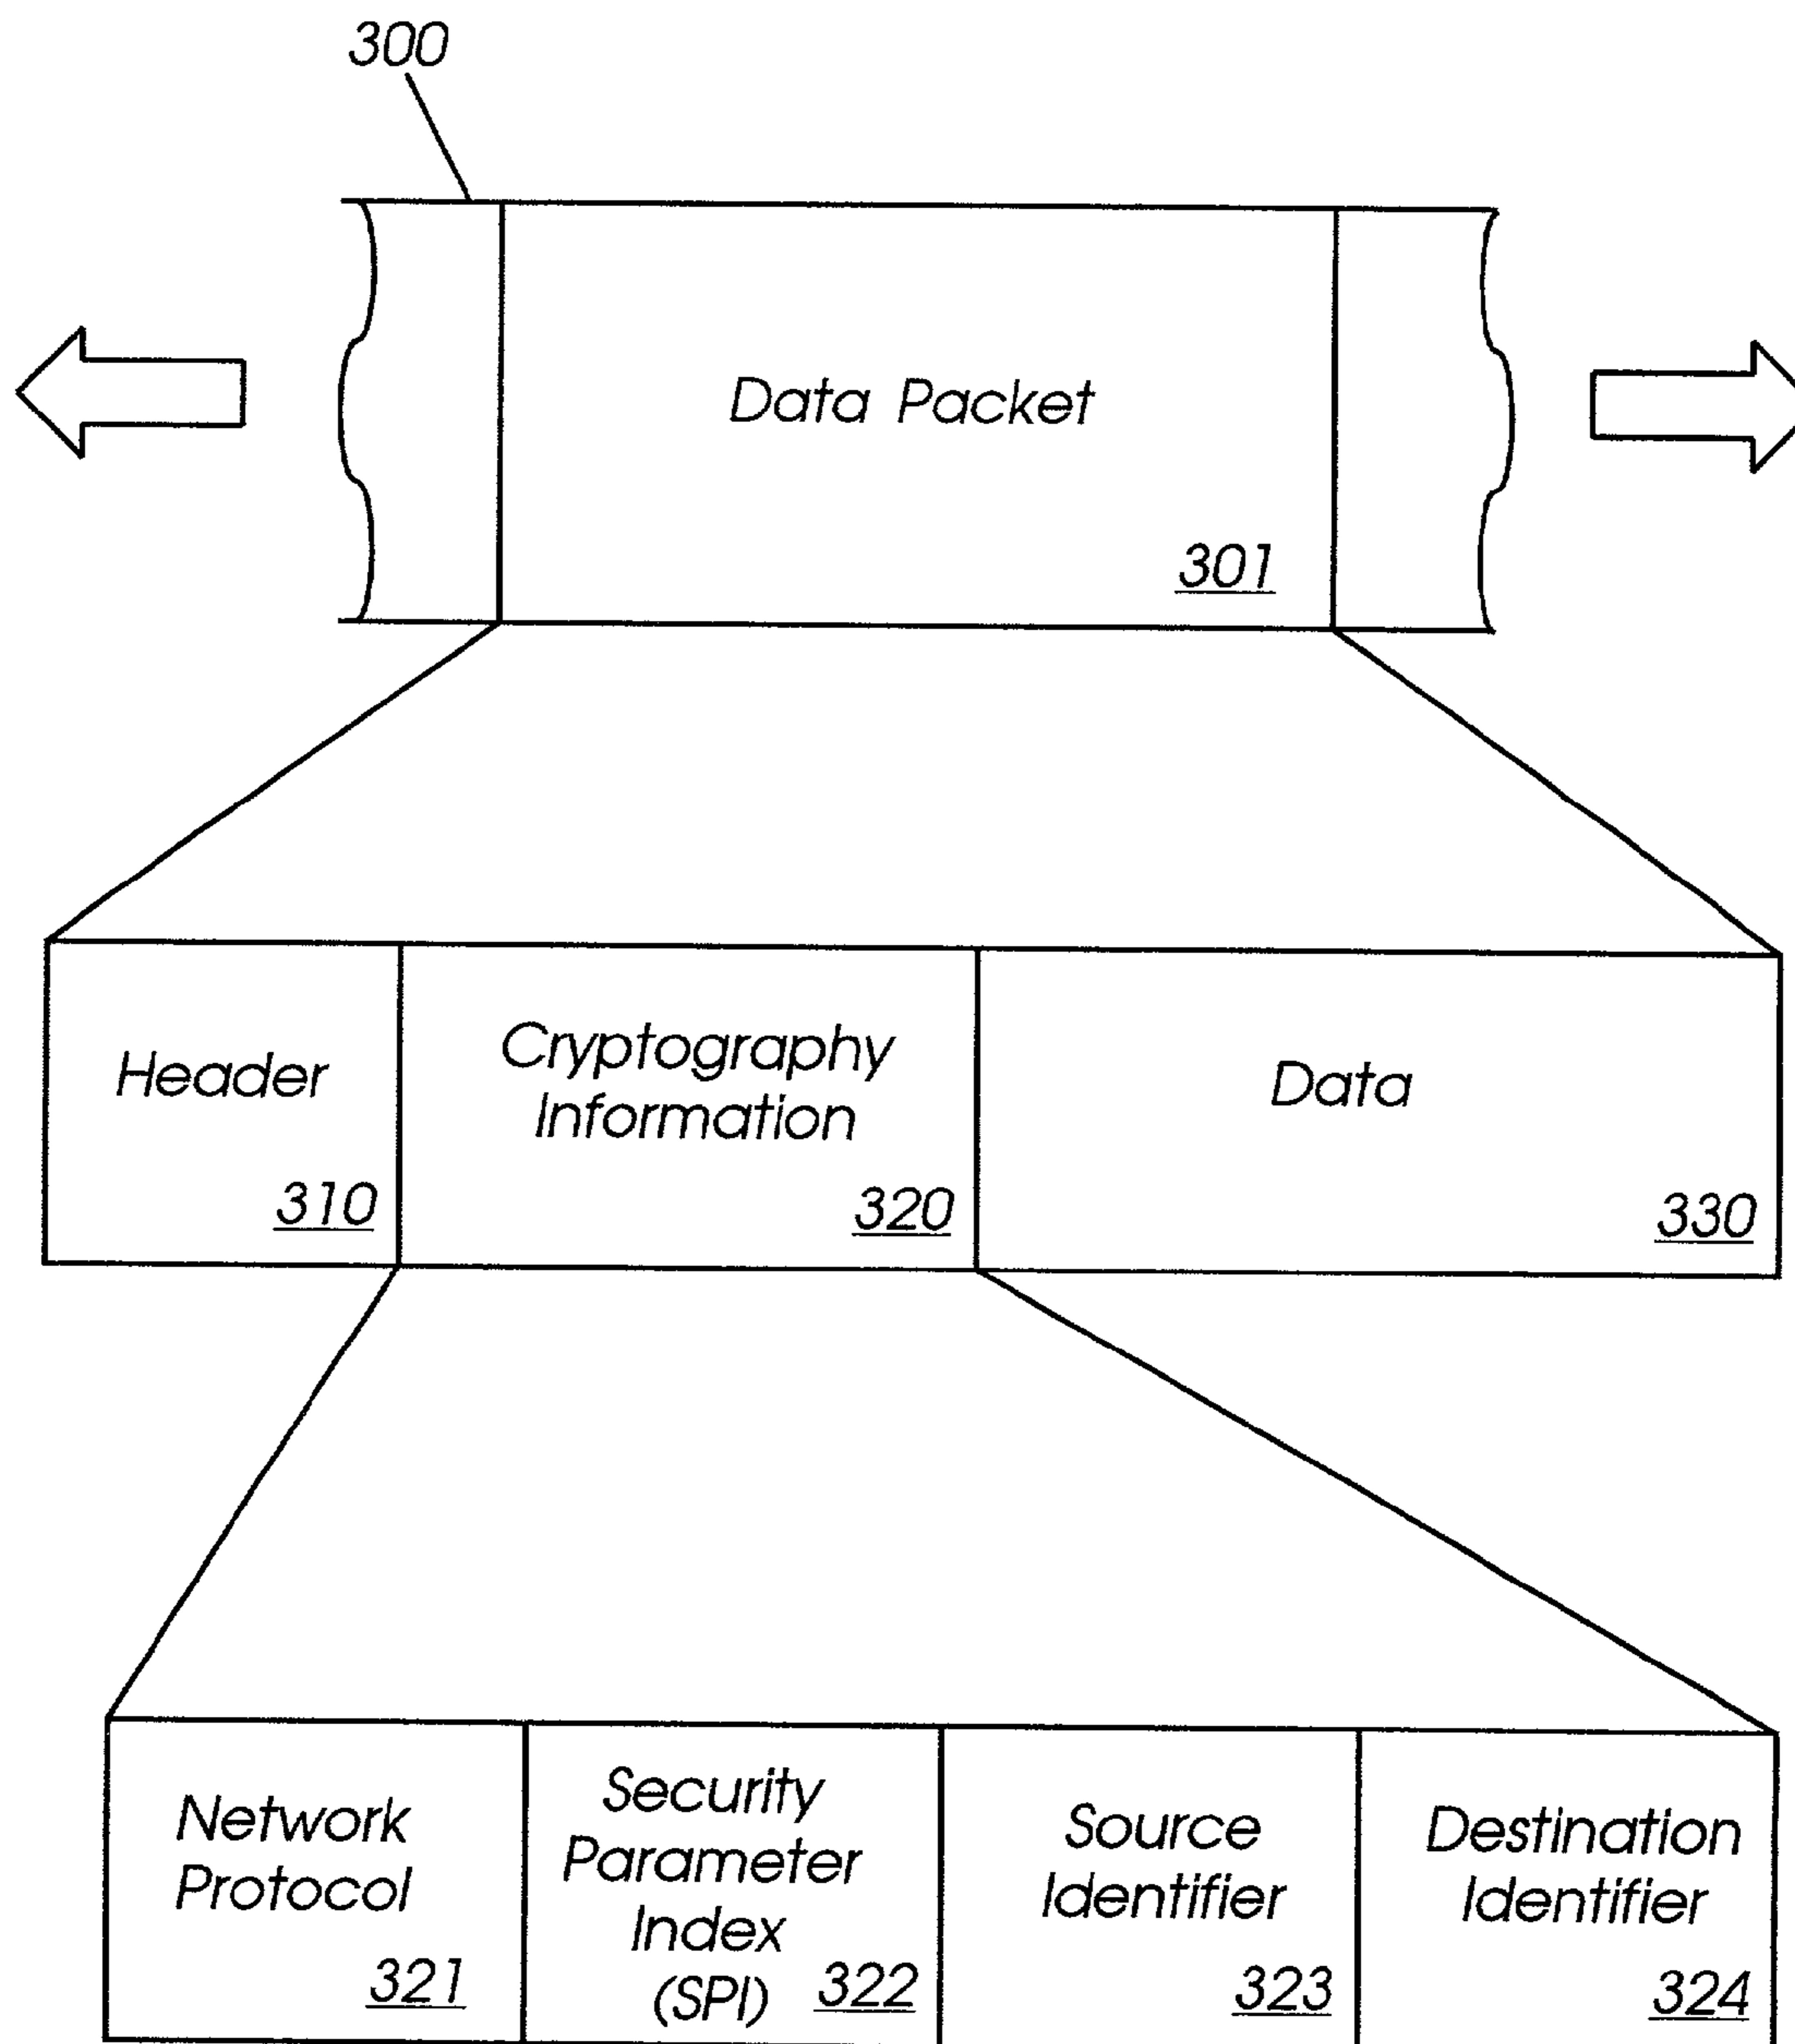 300
Data Packet
301
Header
310
Cryptography
Information
320
Data
330
Network
Protocol
321
Security
Parameter
Index
(SPI)
322
Source
Identifier
323
Destination
Identifier
324